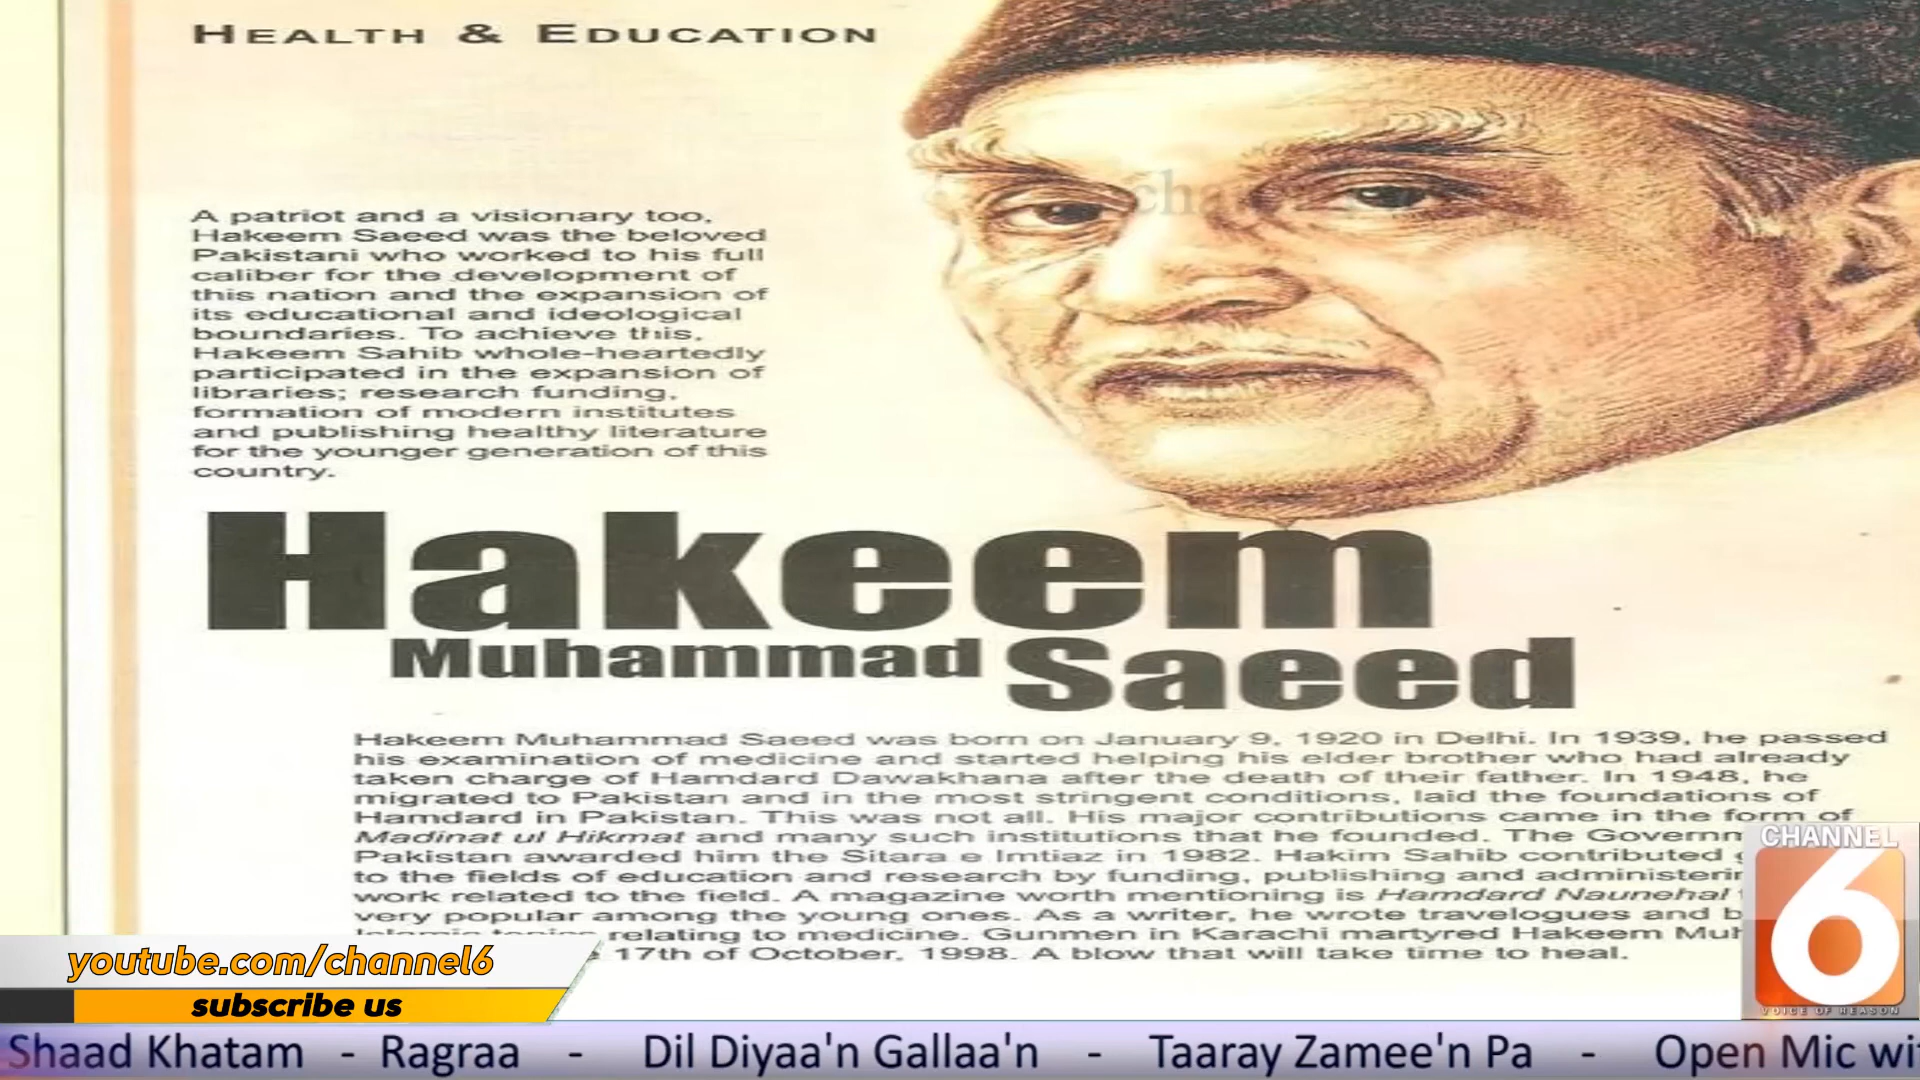 HEALTH & EDUCATION
A patriot and a visionary too,
Hakeem Saeed was the beloved
Pakistani who worked to his full
caliber for the development of
this nation and the expansion of
its educational and ideological
boundaries. To achieve this,
Hakeem Sahib whole-heartedly
participated in the expansion of
libraries; research funding,
formation of modern institutes
and publishing healthy literature
for the younger generation of this
country.
Hakeem
Muhammad Saeed
Hakeem Muhammad Saeed was born on January 9, 1920 in Delhi. In 1939, he passed
his examination of medicine and started helping his elder brother who had already
taken charge of Hamdard Dawakhana after the death of their father. In 1948, he
migrated to Pakistan and in the most stringent conditions, laid the foundations of
Hamdard in Pakistan. This was not all. His major contributions came in the form of
Madinat ul Hikmat and many such institutions that he founded. The Governm
Pakistan awarded him the Sitara e Imtiaz in 1982. Hakim Sahib contributed
to the fields of education and research by funding, publishing and administerin
work related to the field. A magazine worth mentioning is Hamdard Naunehal
very popular among the young ones. As a writer, he wrote travelogues and b
relating to medicine. Gunmen in Karachi martyred Hakeem Muh
17th of October, 1998. A blow that will take time to heal.
CHANNEL
6
VOICE OF REASON
youtube.com/channel6
subscribe us
Shaad Khatam - Ragraa - Dil Diyaa'n Gallaa'n - Taaray Zamee'n Pa - Open Mic wi